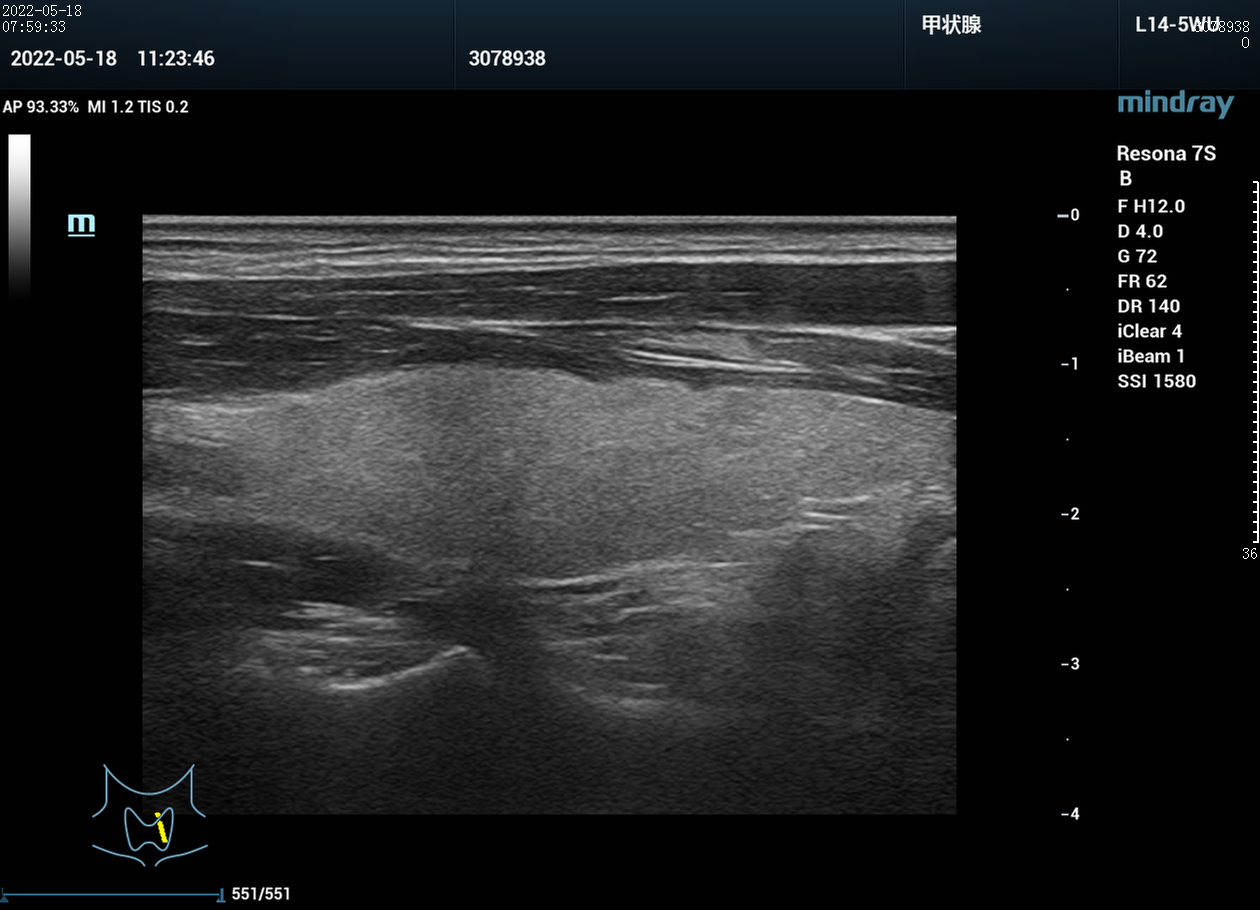 2022-05-18
07:59:33
2022-05-18 11:23:46
3078938
甲状腺
L14-5WU
3078938
0
AP 93.33% MI 1.2 TIS 0.2
mindray
Resona 7S
B
F H12.0
D 4.0
G 72
FR 62
DR 140
iClear 4
iBeam 1
SSI 1580
m
0
-1
-2
-3
-4
36
551/551